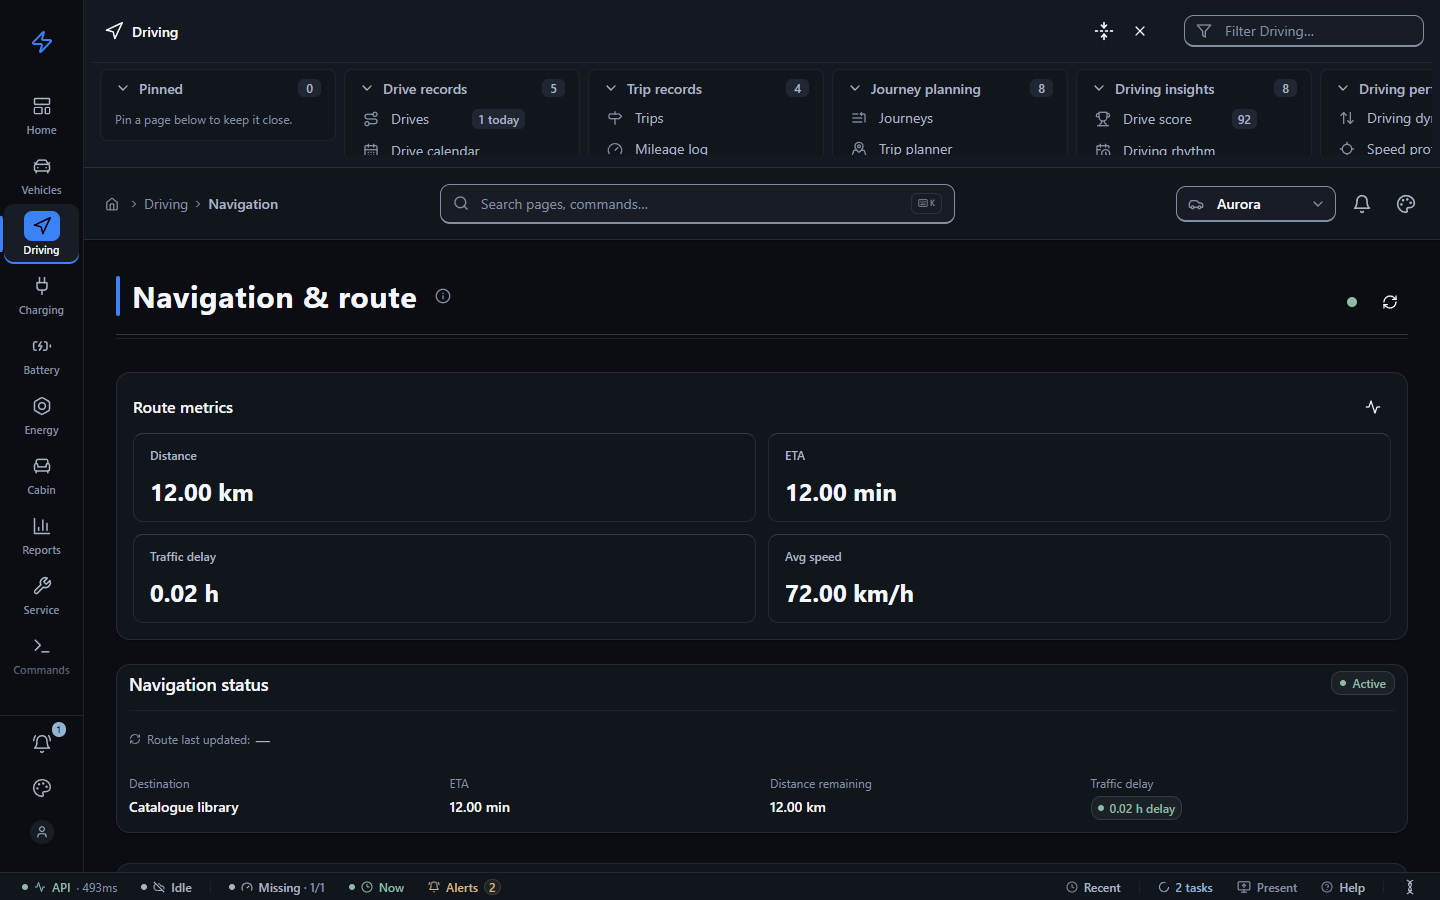 Driving
Filter Driving...
Home
Vehicles
Driving
Charging
Battery
Energy
Cabin
Reports
Service
Commands
1
Pinned 0
Pin a page below to keep it close.
Drive records 5
Drives 1 today
Drive calendar
Trip records 4
Trips
Mileage log
Journey planning 8
Journeys
Trip planner
Driving insights 8
Drive score 92
Driving rhythm
Driving per
Driving dy
Speed pro
Driving > Navigation
Search pages, commands...
K
Aurora
Navigation & route
Route metrics
Distance
12.00 km
ETA
12.00 min
Traffic delay
0.02 h
Avg speed
72.00 km/h
Navigation status
Active
Route last updated: —
Destination
Catalogue library
ETA
12.00 min
Distance remaining
12.00 km
Traffic delay
0.02 h delay
API · 493ms
Idle
Missing · 1/1
Now
Alerts 2
Recent
2 tasks
Present
Help